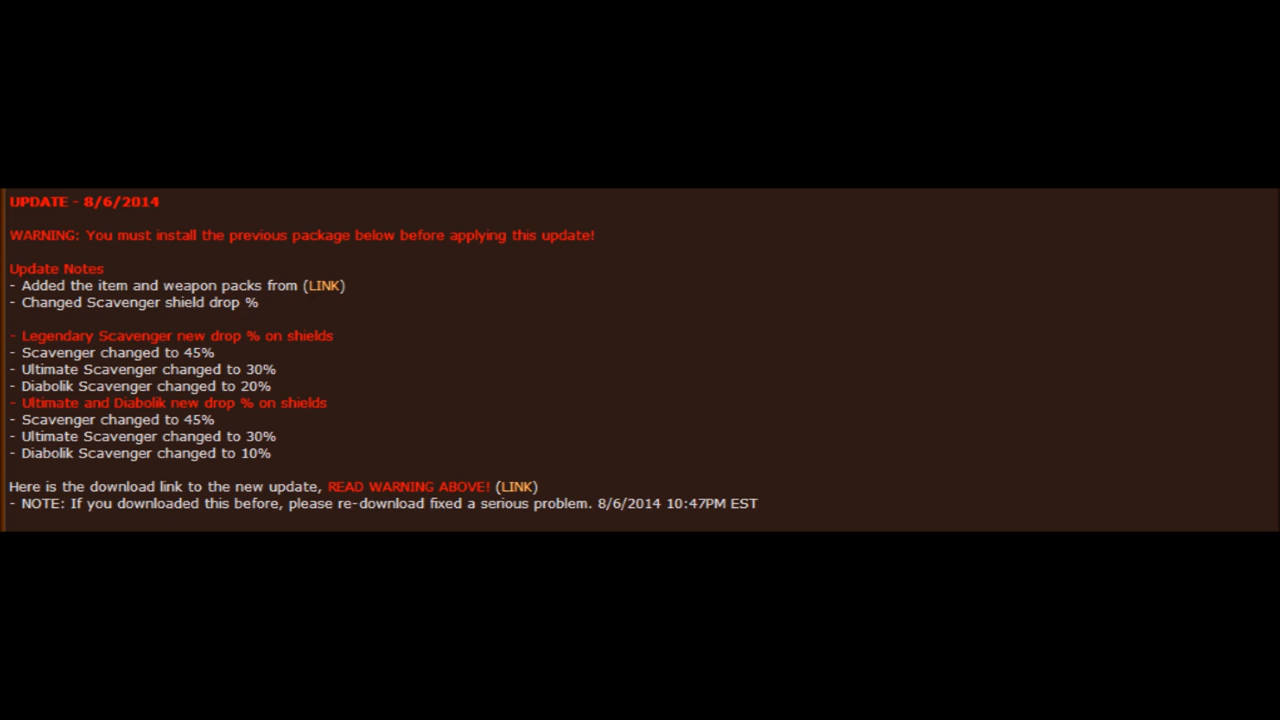 UPDATE - 8/6/2014
WARNING: You must install the previous package below before applying this update!
Update Notes
- Added the item and weapon packs from (LINK)
- Changed Scavenger shield drop %
- Legendary Scavenger new drop % on shields
- Scavenger changed to 45%
- Ultimate Scavenger changed to 30%
- Diabolik Scavenger changed to 20%
- Ultimate and Diabolik new drop % on shields
- Scavenger changed to 45%
- Ultimate Scavenger changed to 30%
- Diabolik Scavenger changed to 10%
Here is the download link to the new update, READ WARNING ABOVE! (LINK)
- NOTE: If you downloaded this before, please re-download fixed a serious problem. 8/6/2014 10:47PM EST